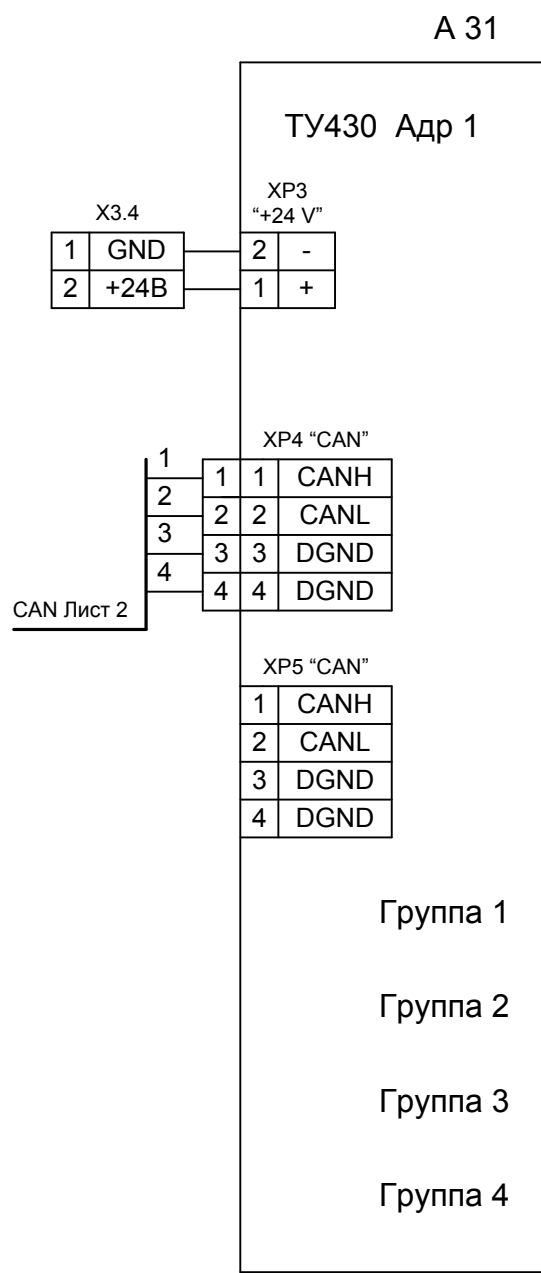 А 31
ТУ430 Адр 1
XP3
X3.4 “+24 V”
1 GND 2 -
2 +24В 1 +
XP4 “CAN”
1 1 1 CANH
2 2 2 CANL
3 3 3 DGND
4 4 4 DGND
CAN Лист 2
XP5 “CAN”
1 CANH
2 CANL
3 DGND
4 DGND
Группа 1
Группа 2
Группа 3
Группа 4